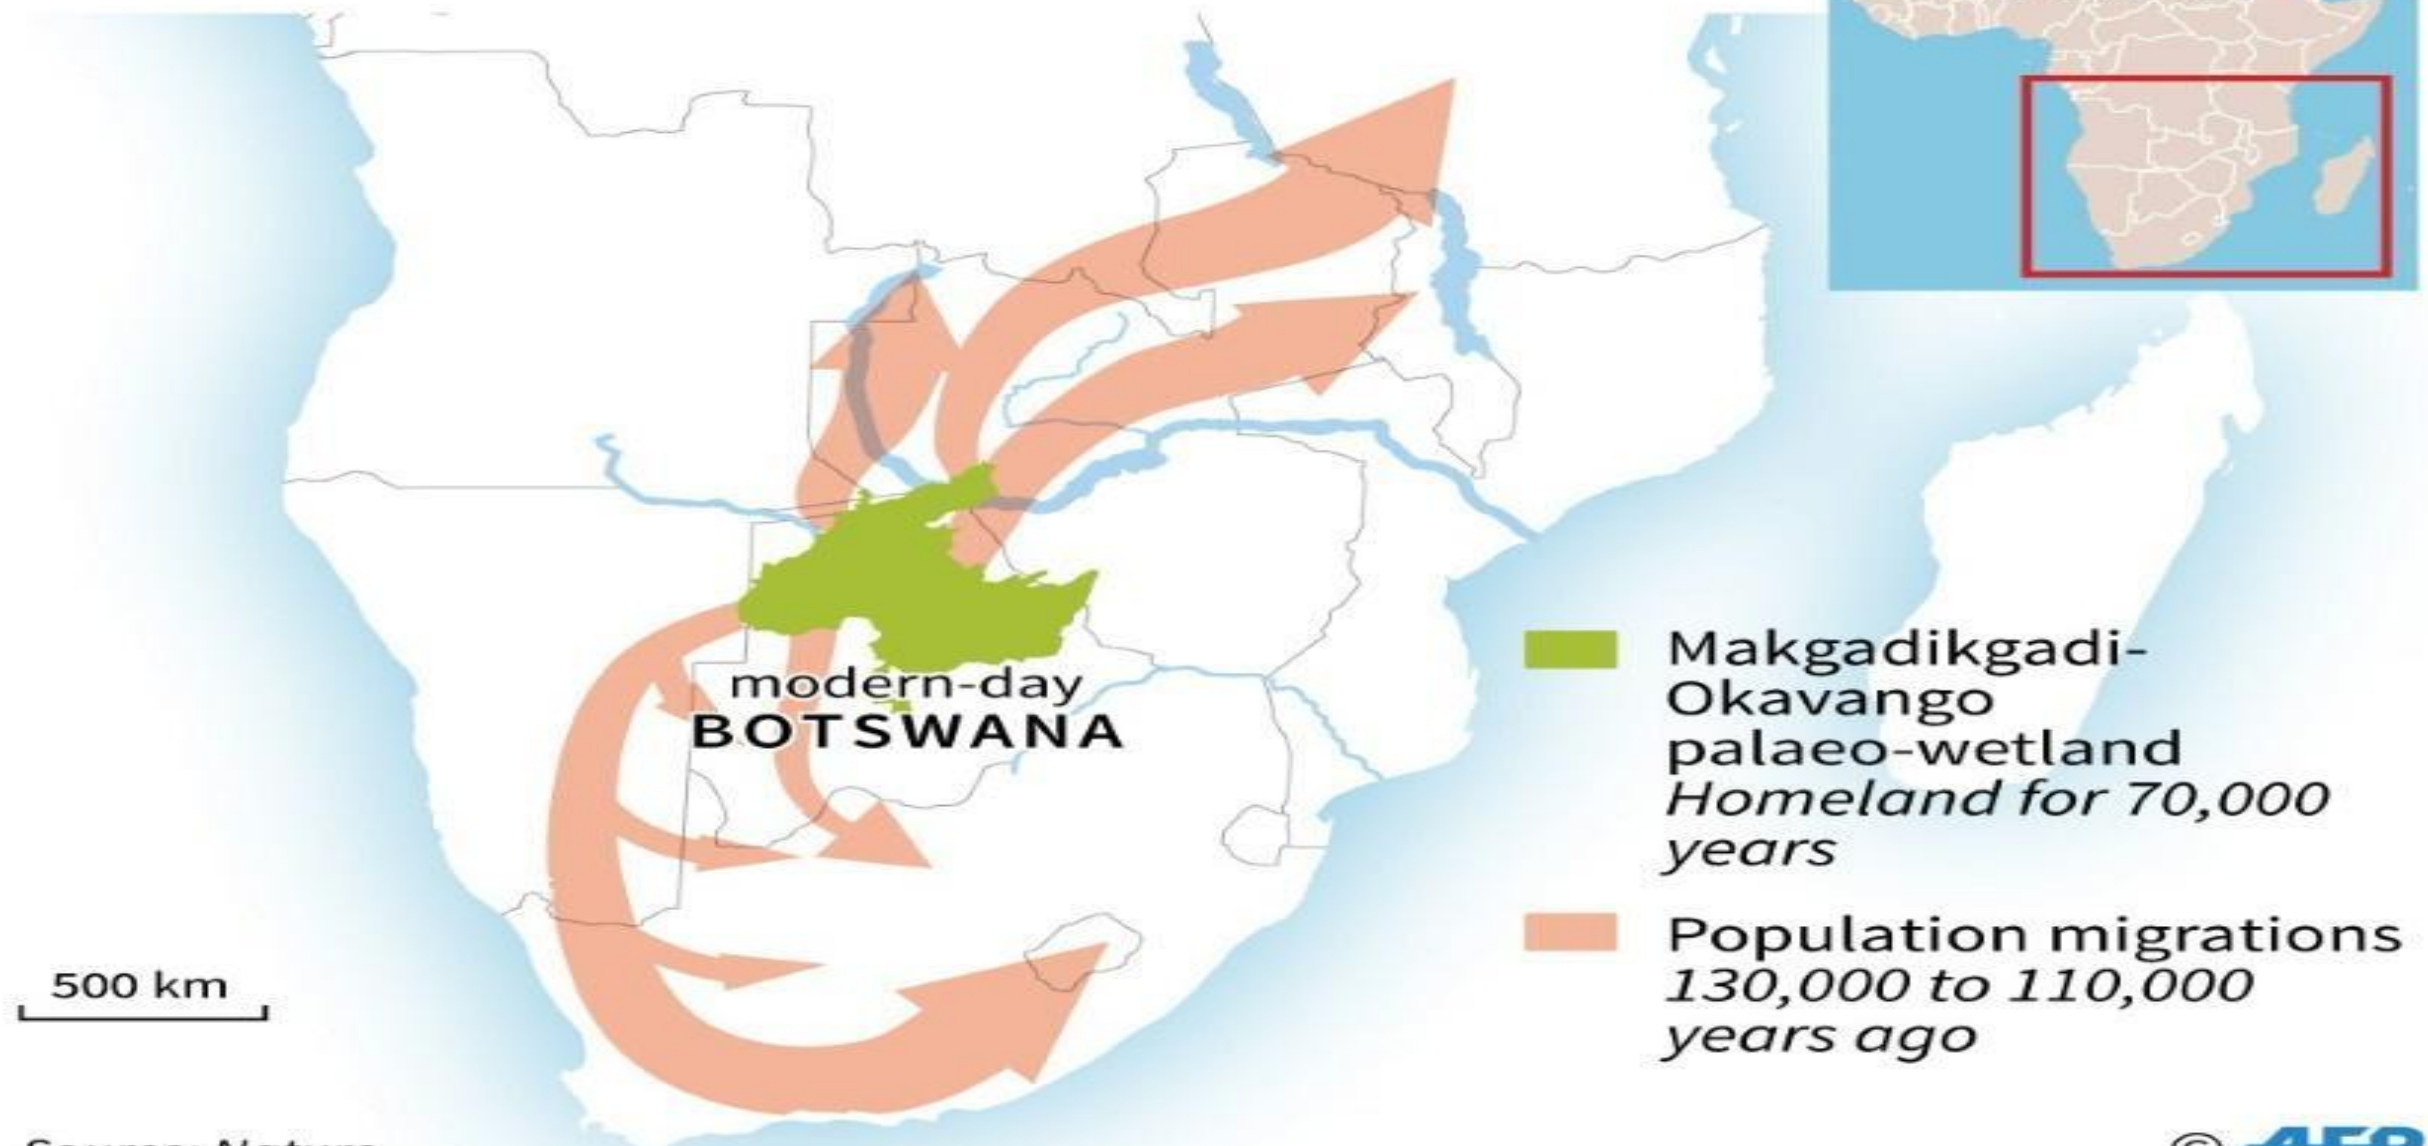 modern-day
BOTSWANA
Makgadikgadi-
Okavango
palaeo-wetland
Homeland for 70,000
years
Population migrations
130,000 to 110,000
years ago
500 km
©